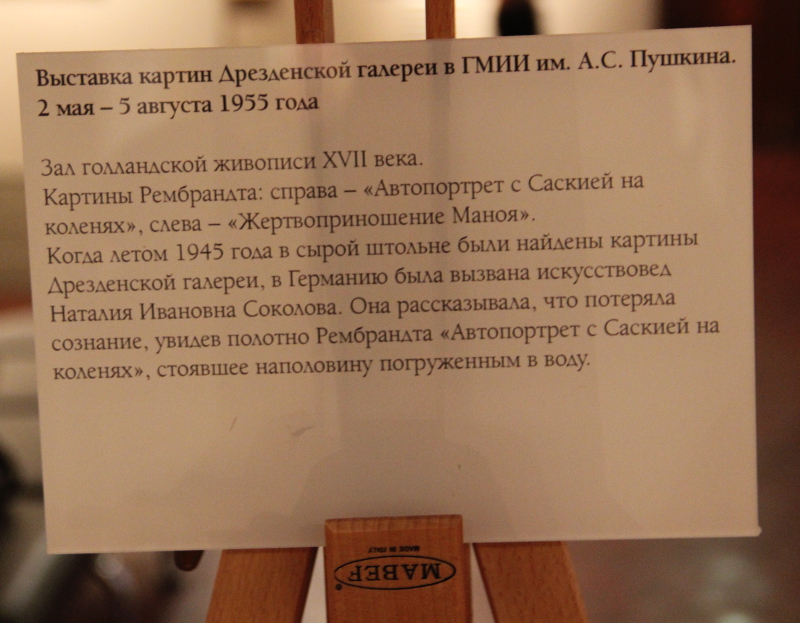 Выставка картин Дрезденской галереи в ГМИИ им. А.С. Пушкина.
2 мая – 5 августа 1955 года
Зал голландской живописи XVII века.
Картины Рембрандта: справа – «Автопортрет с Саскией на
коленях», слева – «Жертвоприношение Маноя».
Когда летом 1945 года в сырой штольне были найдены картины
Дрезденской галереи, в Германию была вызвана искусствовед
Наталия Ивановна Соколова. Она рассказывала, что потеряла
сознание, увидев полотно Рембрандта «Автопортрет с Саскией на
коленях», стоявшее наполовину погруженным в воду.
MADE IN ITALY
MABEF